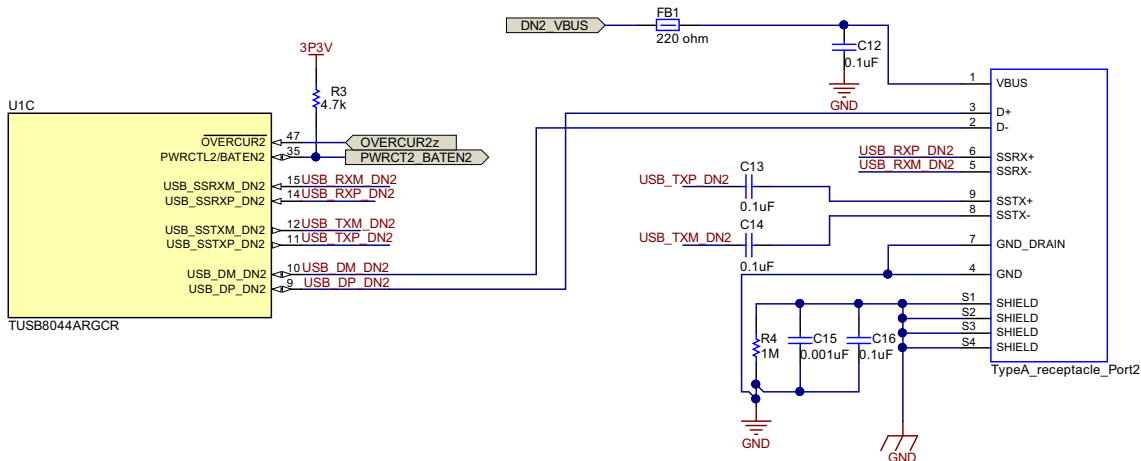 DN2_VBUS
FB1
220 ohm
C12
0.1uF
GND
3P3V
R3
4.7k
U1C
OVERCUR2 47 OVERCUR2z
PWRCTL2/BATEN2 35 PWRCT2_BATEN2
USB_SSRXM_DN2 15 USB_RXM_DN2
USB_SSRXP_DN2 14 USB_RXP_DN2
USB_SSTXM_DN2 12 USB_TXM_DN2
USB_SSTXP_DN2 11 USB_TXP_DN2
USB_DM_DN2 10 USB_DM_DN2
USB_DP_DN2 9 USB_DP_DN2
TUSB8044ARGCR
USB_TXP_DN2
C13
0.1uF
USB_TXM_DN2
C14
0.1uF
1 VBUS
3 D+
2 D-
USB_RXP_DN2 6 SSRX+
USB_RXM_DN2 5 SSRX-
9 SSTX+
8 SSTX-
7 GND_DRAIN
4 GND
S1 SHIELD
S2 SHIELD
S3 SHIELD
S4 SHIELD
TypeA_receptacle_Port2
R4
1M
C15
0.001uF
C16
0.1uF
GND
GND